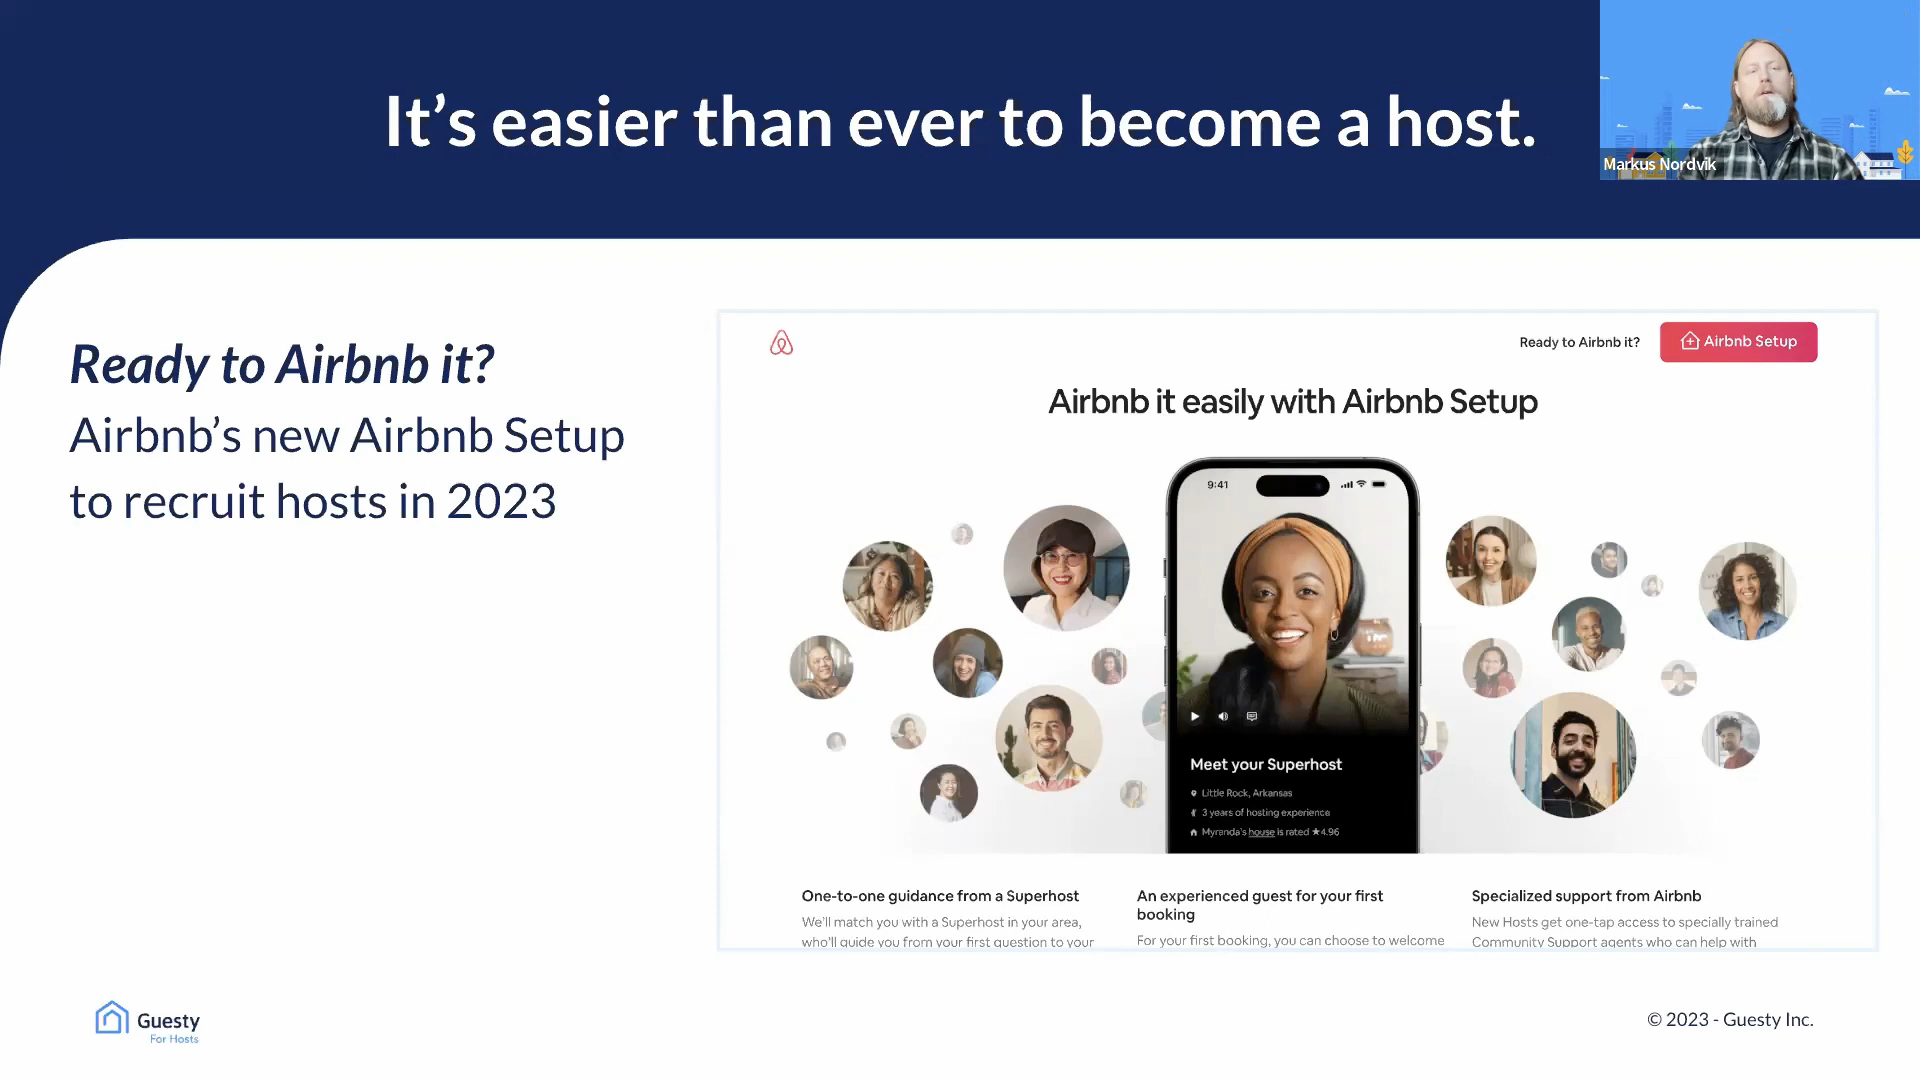 It’s easier than ever to become a host.
Markus Nordvik
Ready to Airbnb it?
Airbnb’s new Airbnb Setup
to recruit hosts in 2023
Ready to Airbnb it?
Airbnb Setup
Airbnb it easily with Airbnb Setup
9:41
Meet your Superhost
Little Rock, Arkansas
3 years of hosting experience
Myranda's house is rated ★4.96
One-to-one guidance from a Superhost
We’ll match you with a Superhost in your area,
who’ll guide you from your first question to your
An experienced guest for your first
booking
For your first booking, you can choose to welcome
Specialized support from Airbnb
New Hosts get one-tap access to specially trained
Community Support agents who can help with
Guesty
For Hosts
© 2023 - Guesty Inc.